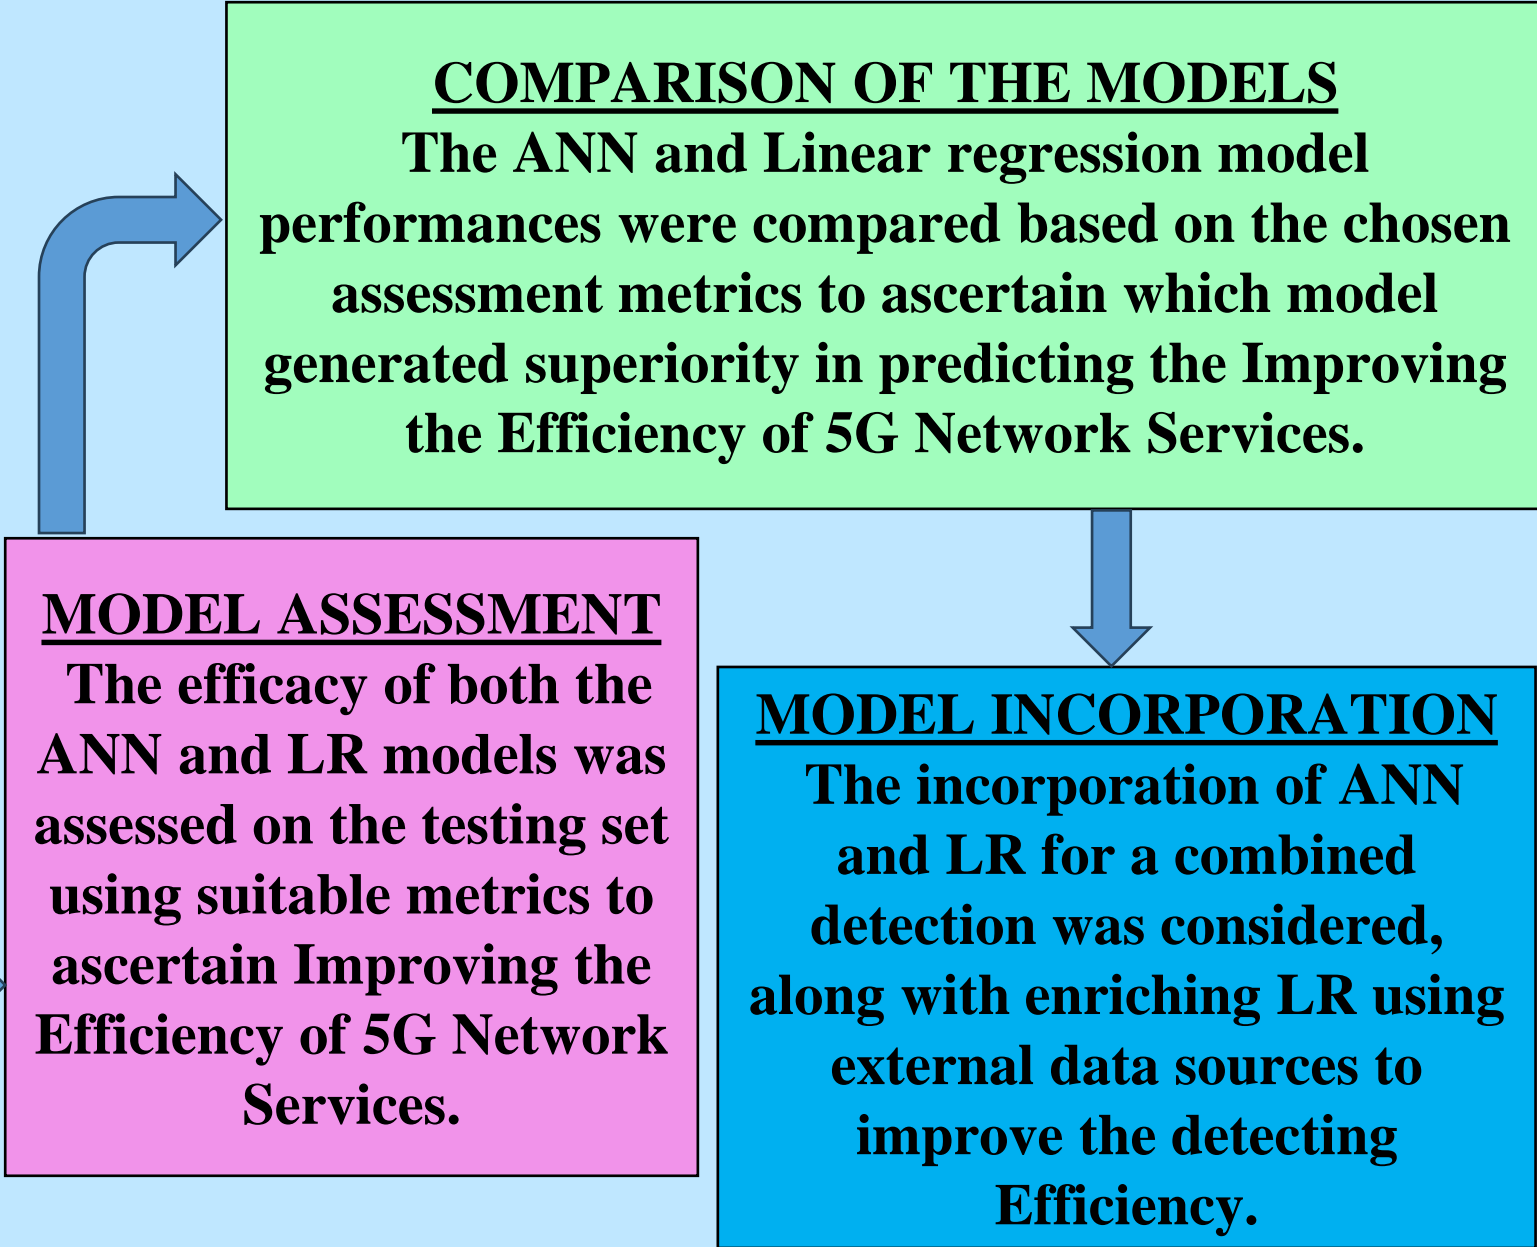 COMPARISON OF THE MODELS
The ANN and Linear regression model
performances were compared based on the chosen
assessment metrics to ascertain which model
generated superiority in predicting the Improving
the Efficiency of 5G Network Services.
MODEL ASSESSMENT
The efficacy of both the
ANN and LR models was
assessed on the testing set
using suitable metrics to
ascertain Improving the
Efficiency of 5G Network
Services.
MODEL INCORPORATION
The incorporation of ANN
and LR for a combined
detection was considered,
along with enriching LR using
external data sources to
improve the detecting
Efficiency.